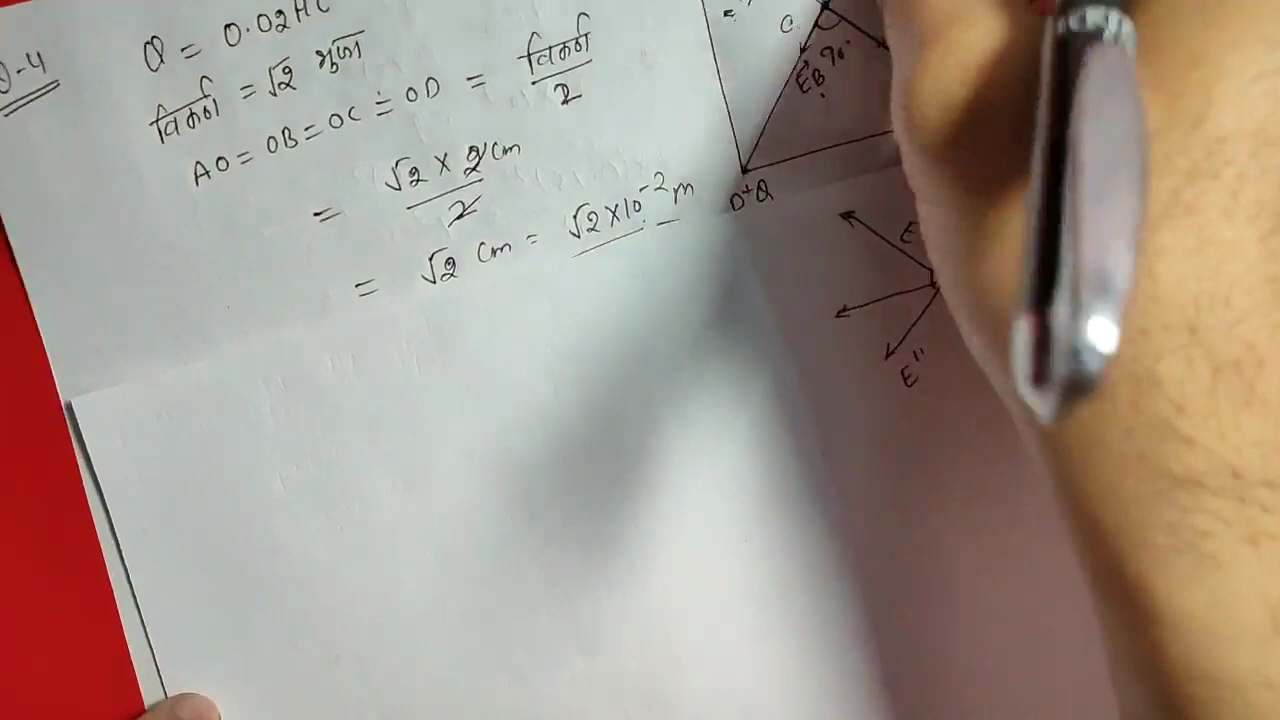 Q = 0.02 μC
विकर्ण = √2 भुजा
AO = OB = OC = OD = विकर्ण/2
= √2 × 2 cm / 2
= √2 cm = √2 × 10⁻² m
C
E_B 90°
D +Q
E
E"